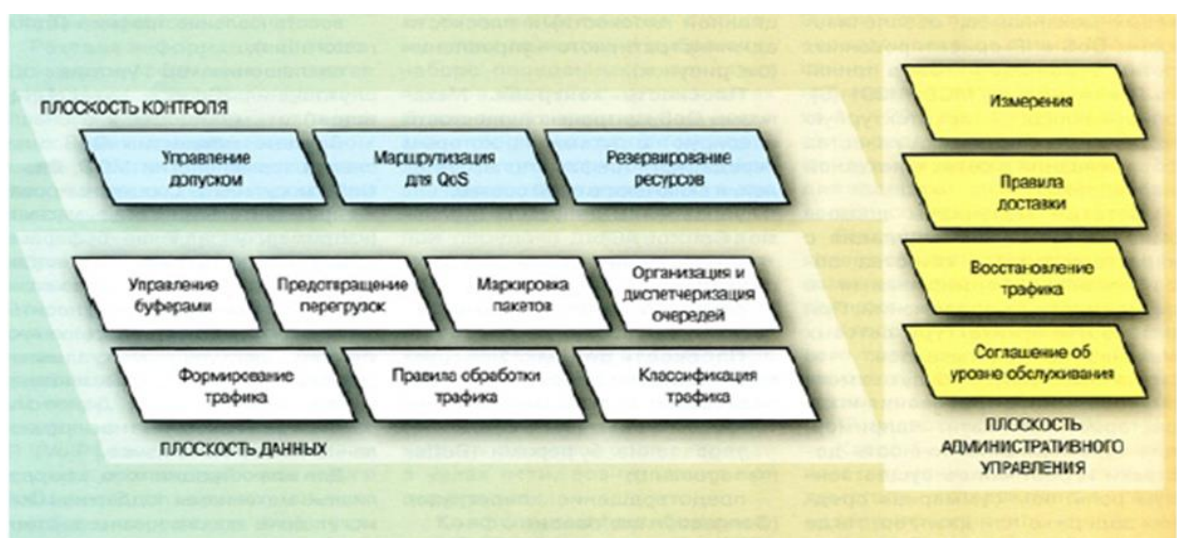 ПЛОСКОСТЬ КОНТРОЛЯ
Управление
допуском
Маршрутизация
для QoS
Резервирование
ресурсов
Управление
буферами
Предотвращение
перегрузок
Маркировка
пакетов
Организация и
диспетчеризация
очередей
Формирование
трафика
Правила обработки
трафика
Классификация
трафика
ПЛОСКОСТЬ ДАННЫХ
Измерения
Правила
доставки
Восстановление
трафика
Соглашение об
уровне обслуживания
ПЛОСКОСТЬ
АДМИНИСТРАТИВНОГО
УПРАВЛЕНИЯ